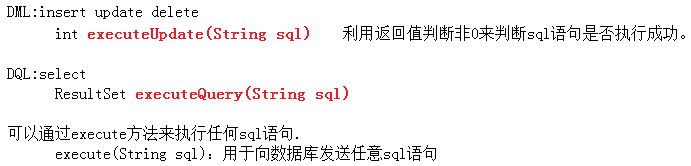 DML:insert update delete
int executeUpdate(String sql) 利用返回值判断非0来判断sql语句是否执行成功。
DQL:select
ResultSet executeQuery(String sql)
可以通过execute方法来执行任何sql语句.
execute(String sql)：用于向数据库发送任意sql语句